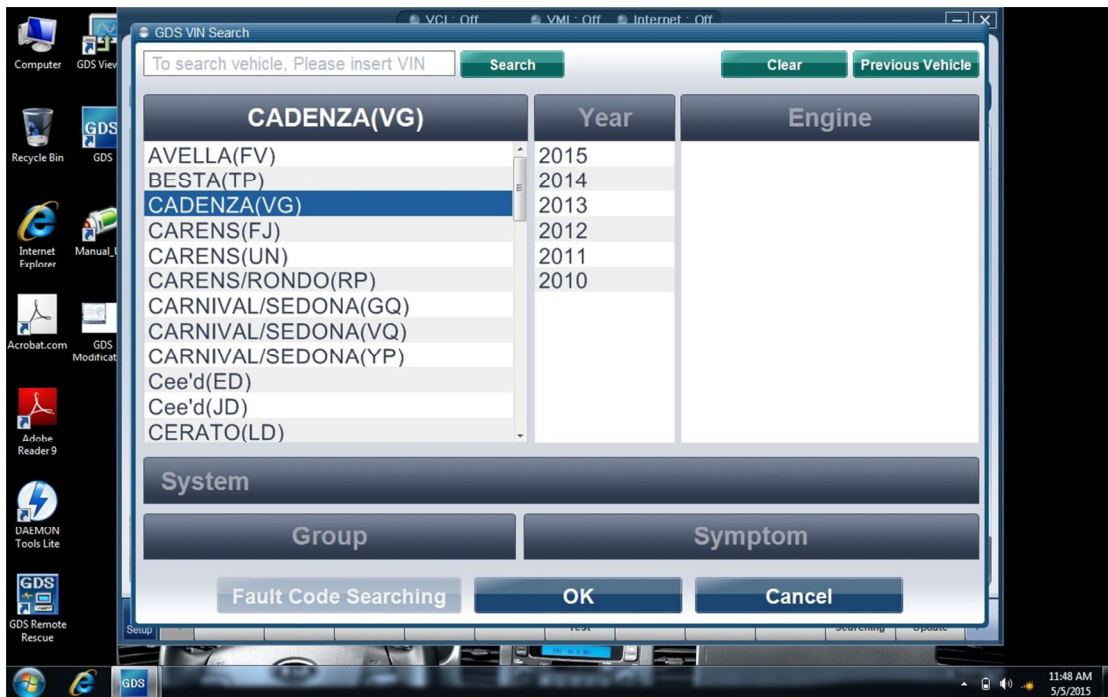 VCI : Off
VMI : Off
Internet : Off
GDS VIN Search
To search vehicle, Please insert VIN
Search
Clear
Previous Vehicle
CADENZA(VG)
Year
Engine
AVELLA(FV)
BESTA(TP)
CADENZA(VG)
CARENS(FJ)
CARENS(UN)
CARENS/RONDO(RP)
CARNIVAL/SEDONA(GQ)
CARNIVAL/SEDONA(VQ)
CARNIVAL/SEDONA(YP)
Cee'd(ED)
Cee'd(JD)
CERATO(LD)
2015
2014
2013
2012
2011
2010
System
Group
Symptom
Fault Code Searching
OK
Cancel
Setup
Test
Searching
Update
Computer
GDS View
Recycle Bin
GDS
GDS
Internet
Explorer
Manual_U
Acrobat.com
GDS
Modificat
Adobe
Reader 9
DAEMON
Tools Lite
GDS
GDS Remote
Rescue
GDS
11:48 AM
5/5/2015